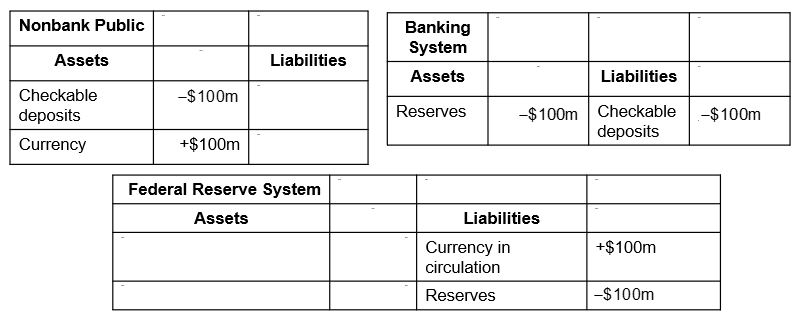 Nonbank Public
Assets Liabilities
Checkable deposits –$100m
Currency +$100m
Banking System
Assets Liabilities
Reserves –$100m Checkable deposits –$100m
Federal Reserve System
Assets Liabilities
Currency in circulation +$100m
Reserves –$100m